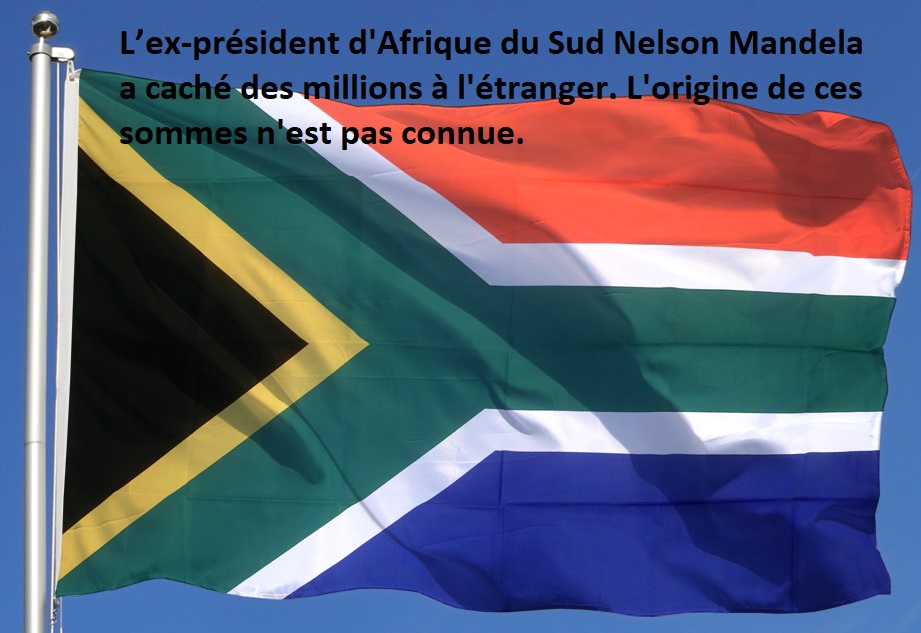 L’ex-président d'Afrique du Sud Nelson Mandela
a caché des millions à l'étranger. L'origine de ces
sommes n'est pas connue.